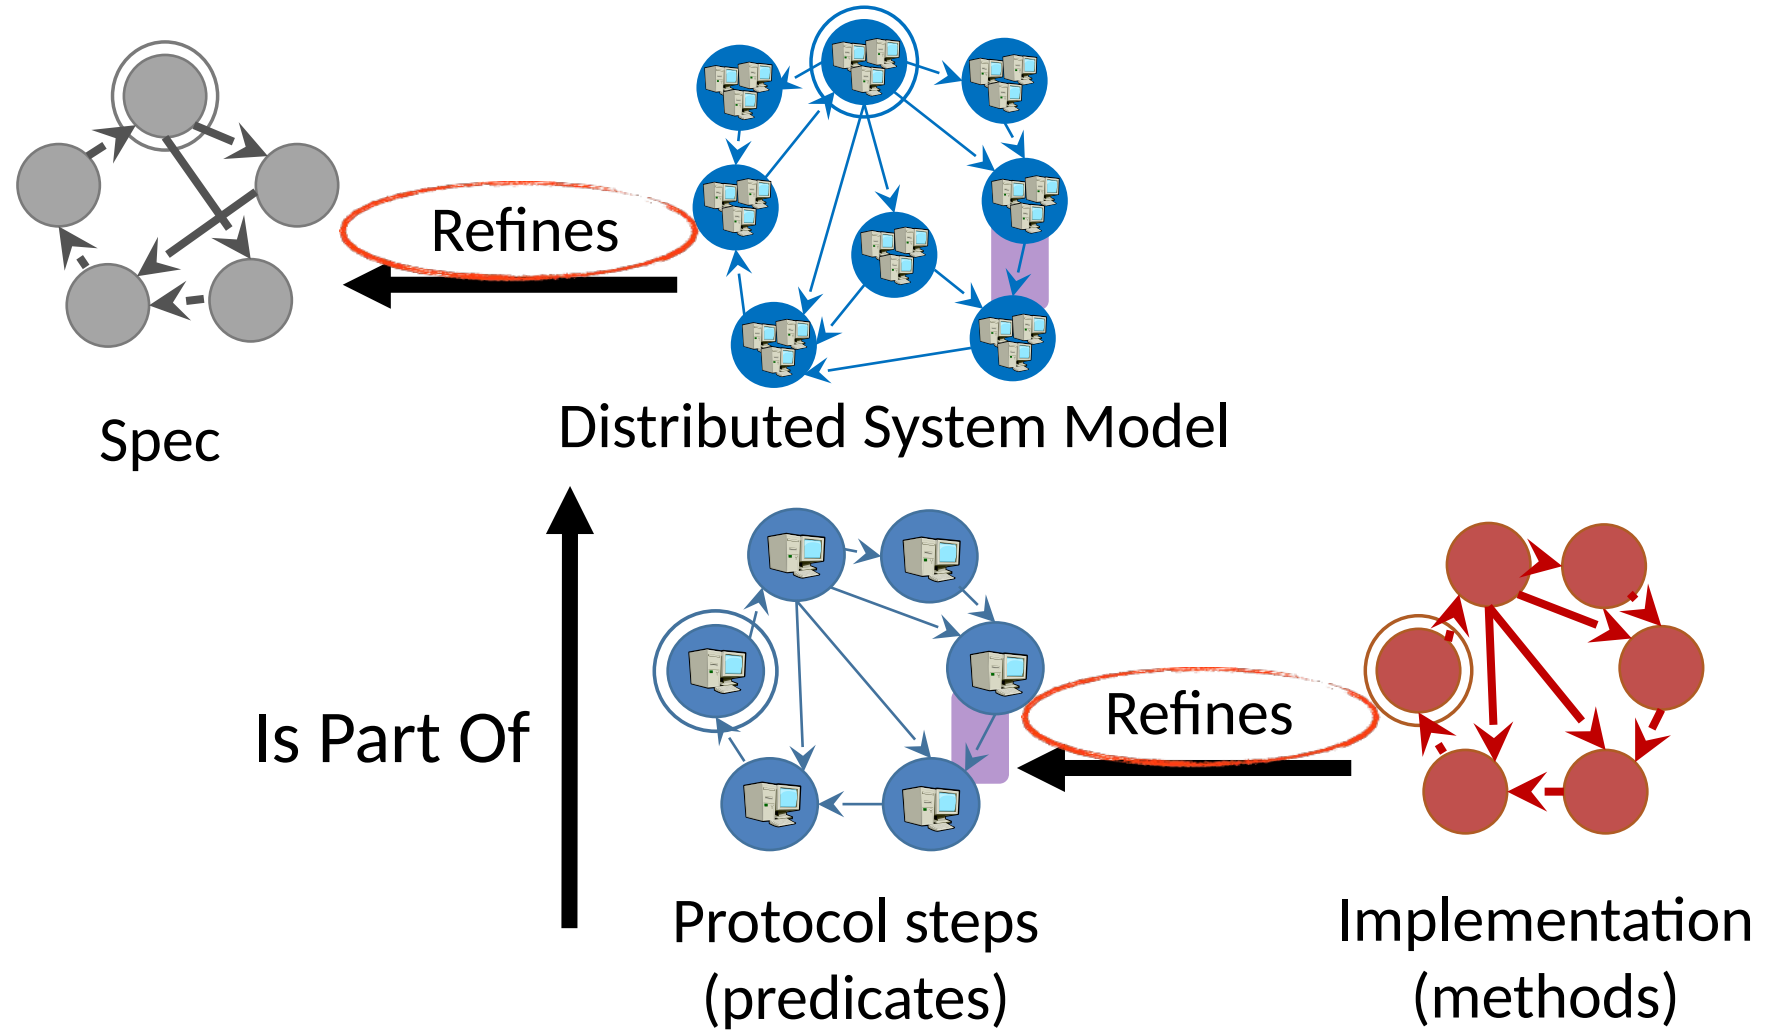 Refines
Spec
Distributed System Model
Is Part Of
Refines
Protocol steps
(predicates)
Implementation
(methods)